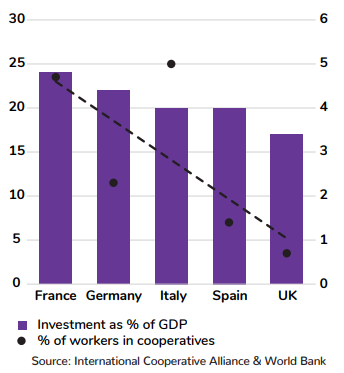 30 6
25 5
20 4
15 3
10 2
5 1
0 0
France Germany Italy Spain UK
Investment as % of GDP
% of workers in cooperatives
Source: International Cooperative Alliance & World Bank